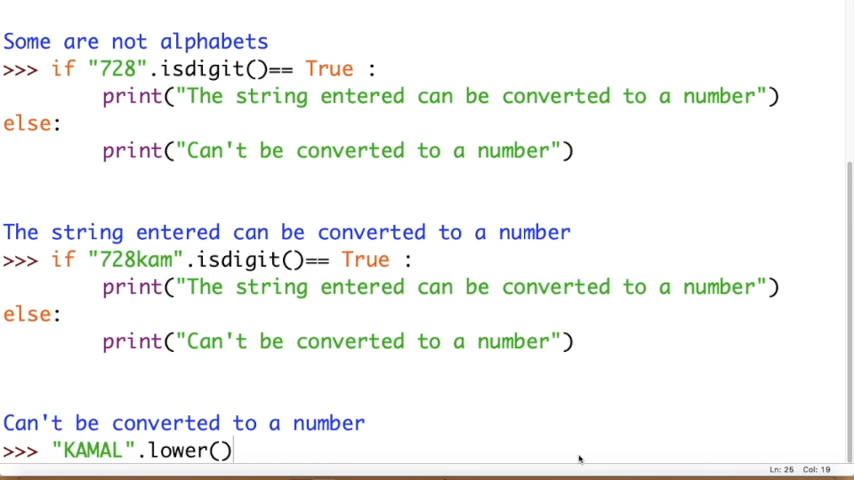 Some are not alphabets
>>> if "728".isdigit()== True :
        print("The string entered can be converted to a number")
else:
        print("Can't be converted to a number")
The string entered can be converted to a number
>>> if "728kam".isdigit()== True :
        print("The string entered can be converted to a number")
else:
        print("Can't be converted to a number")
Can't be converted to a number
>>> "KAMAL".lower()
Ln: 25 Col: 19